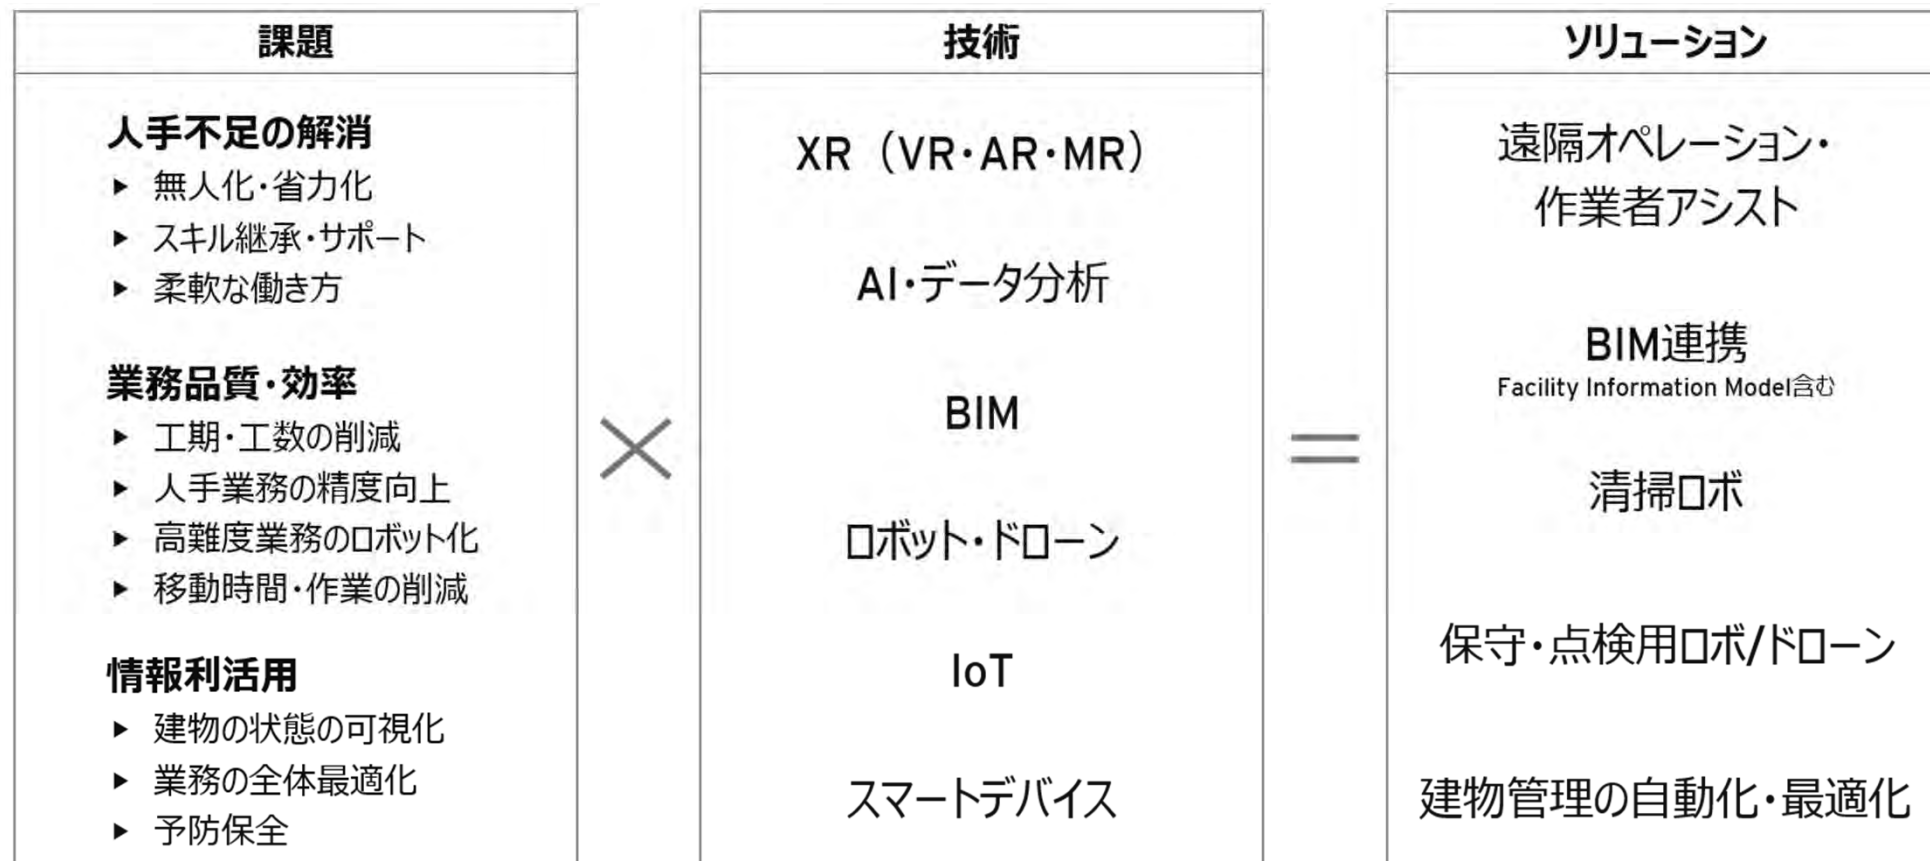 課題
人手不足の解消
▶ 無人化・省力化
▶ スキル継承・サポート
▶ 柔軟な働き方
業務品質・効率
▶ 工期・工数の削減
▶ 人手業務の精度向上
▶ 高難度業務のロボット化
▶ 移動時間・作業の削減
情報利活用
▶ 建物の状態の可視化
▶ 業務の全体最適化
▶ 予防保全
×
技術
XR（VR・AR・MR）
AI・データ分析
BIM
ロボット・ドローン
IoT
スマートデバイス
=
ソリューション
遠隔オペレーション・
作業者アシスト
BIM連携
Facility Information Model含む
清掃ロボ
保守・点検用ロボ/ドローン
建物管理の自動化・最適化